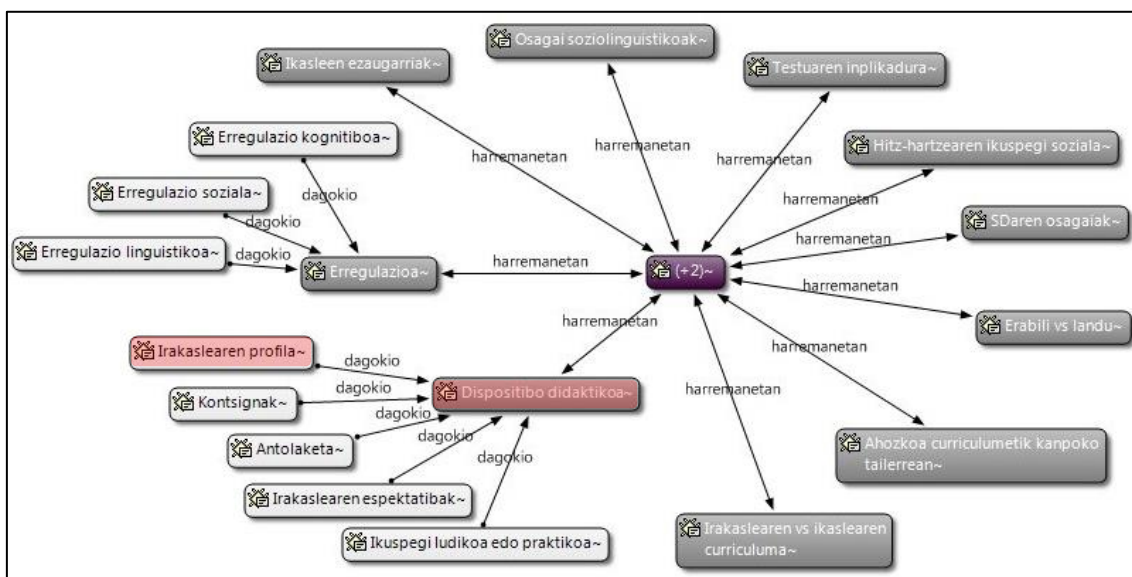 Osagai soziolinguistikoak~
Ikasleen ezaugarriak~
Testuaren inplikadura~
Erregulazio kognitiboa~
harremanetan
harremanetan
harremanetan
harremanetan
Hitz-hartzearen ikuspegi soziala~
Erregulazio soziala~
dagokio
dagokio
SDaren osagaiak~
harremanetan
Erregulazio linguistikoa~
dagokio
Erregulazioa~
harremanetan
(+2)~
harremanetan
Erabili vs landu~
harremanetan
harremanetan
Irakaslearen profila~
dagokio
Dispositibo didaktikoa~
harremanetan
Kontsignak~
dagokio
dagokio
Antolaketa~
dagokio
dagokio
Ahozkoa curriculumetik kanpoko
tailerrean~
Irakaslearen espektatibak~
Ikuspegi ludikoa edo praktikoa~
Irakaslearen vs ikaslearen
curriculuma~